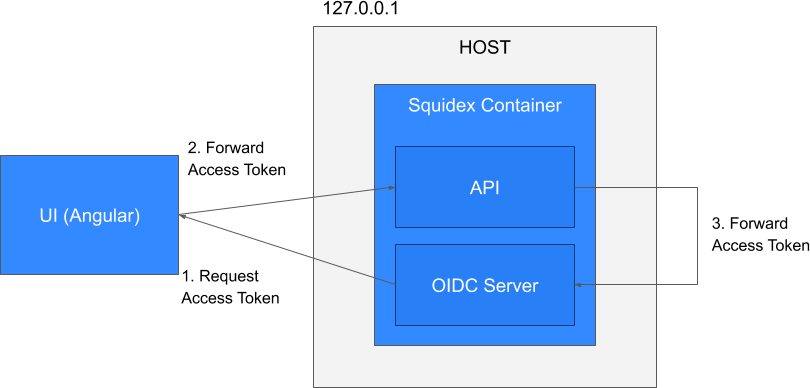 127.0.0.1
HOST
Squidex Container
2. Forward
Access Token
API
UI (Angular)
3. Forward
Access Token
1. Request
Access Token
OIDC Server